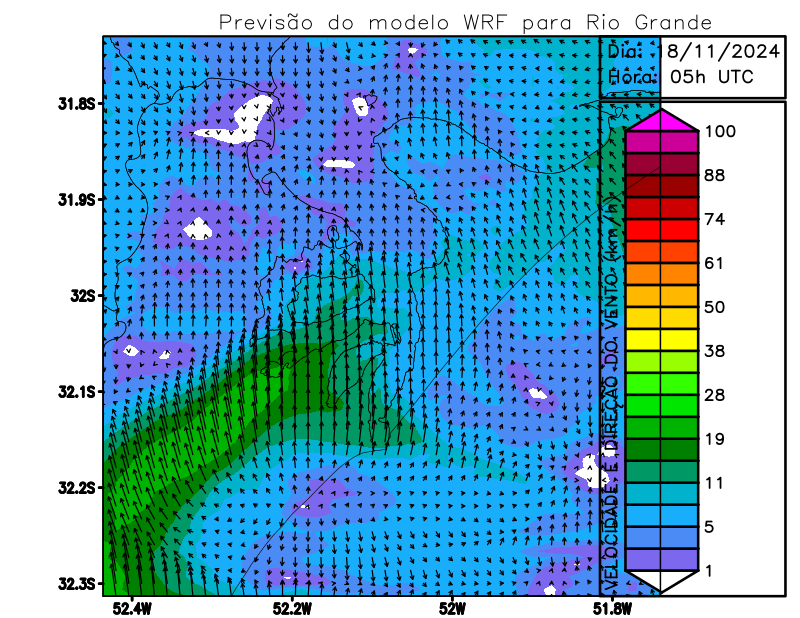 Previsão do modelo WRF para Rio Grande
Dia: 18/11/2024
Hora: 05h UTC
31.8S
31.9S
32S
32.1S
32.2S
32.3S
52.4W
52.2W
52W
51.8W
VELOCIDADE E DIREÇÃO DO VENTO (km/h)
100
88
74
61
50
38
28
19
11
5
1